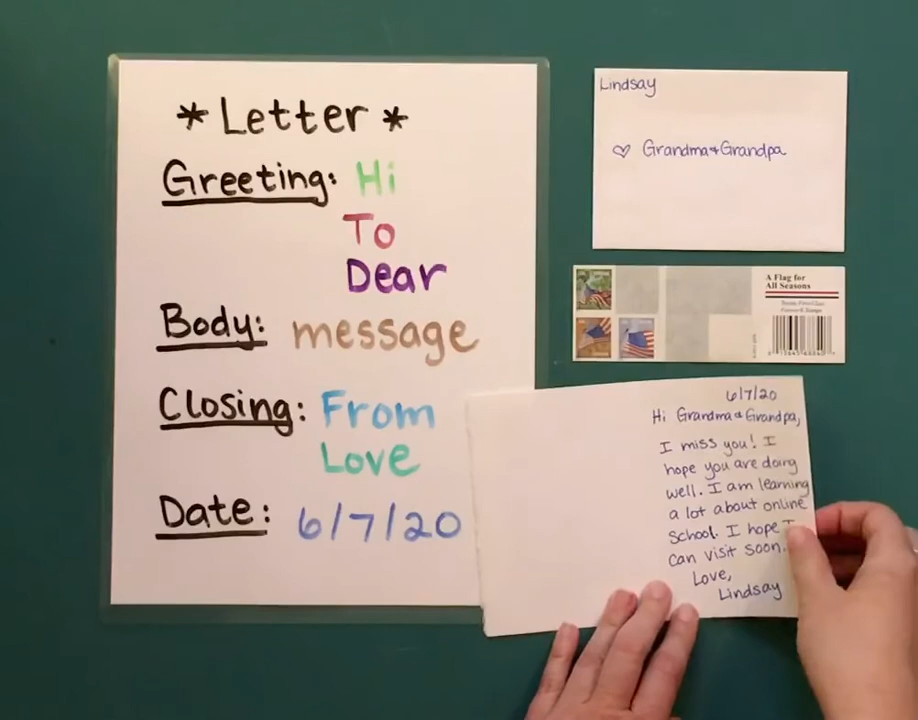 * Letter *
Greeting: Hi
To
Dear
Body: message
Closing: From
Love
Date: 6/7/20
Lindsay
♡ Grandma + Grandpa
A Flag for
All Seasons
6/7/20
Hi Grandma & Grandpa,
I miss you! I
hope you are doing
well. I am learning
a lot about online
school. I hope I
can visit soon.
Love,
Lindsay